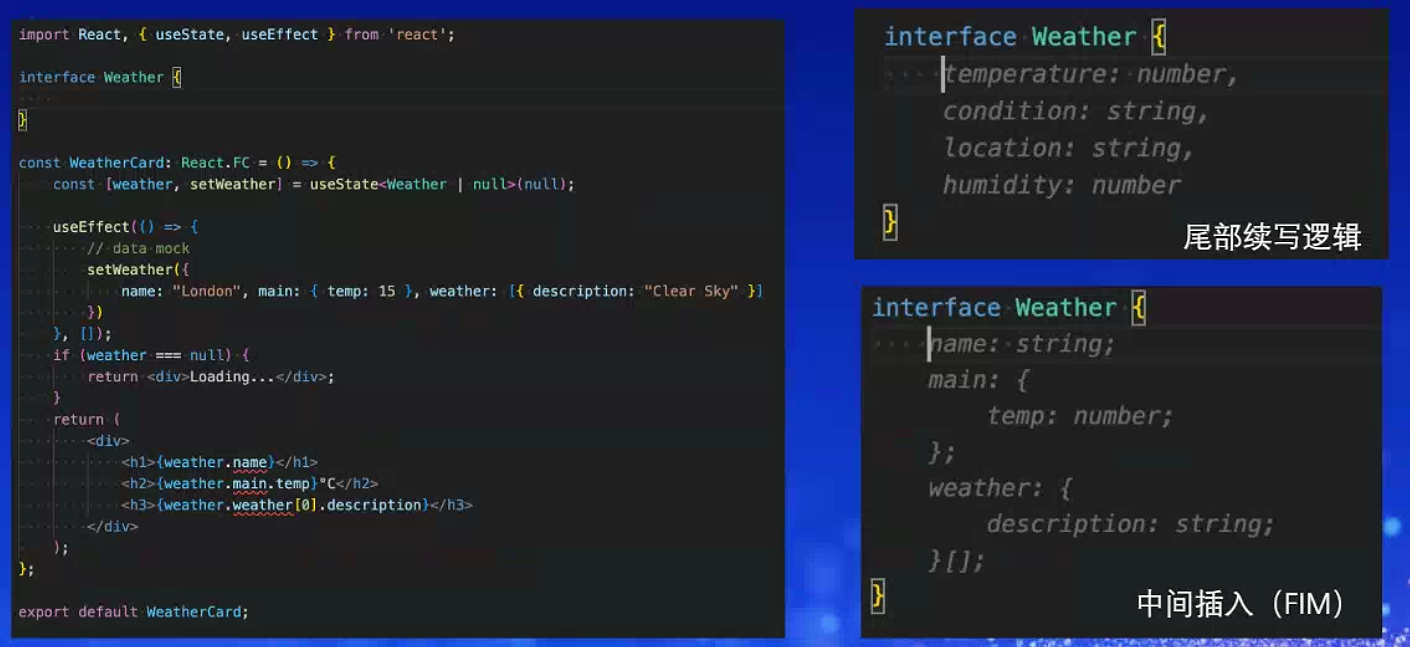 import React, { useState, useEffect } from 'react';
interface Weather {
}
const WeatherCard: React.FC = () => {
const [weather, setWeather] = useState<Weather | null>(null);
useEffect(() => {
// data mock
setWeather({
name: "London", main: { temp: 15 }, weather: [{ description: "Clear Sky" }]
})
}, []);
if (weather === null) {
return <div>Loading...</div>;
}
return (
<div>
<h1>{weather.name}</h1>
<h2>{weather.main.temp}°C</h2>
<h3>{weather.weather[0].description}</h3>
</div>
);
};
export default WeatherCard;
interface Weather {
temperature: number,
condition: string,
location: string,
humidity: number
}
尾部续写逻辑
interface Weather {
name: string;
main: {
temp: number;
};
weather: {
description: string;
}[];
}
中间插入（FIM）